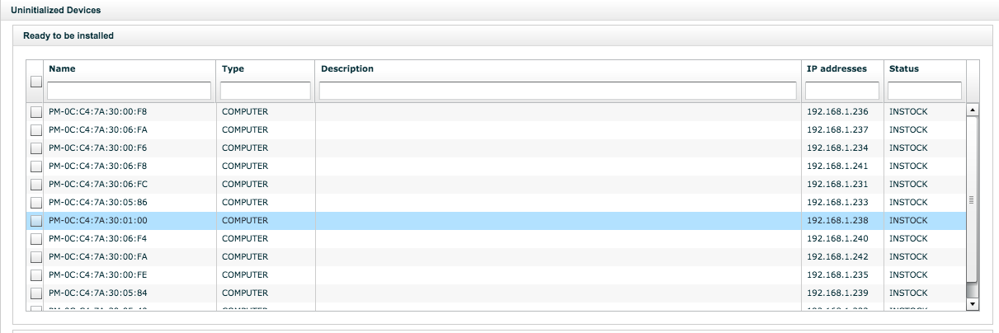 Uninitialized Devices
Ready to be installed
Name Type Description IP addresses Status
PM-0C:C4:7A:30:00:F8 COMPUTER 192.168.1.236 INSTOCK
PM-0C:C4:7A:30:06:FA COMPUTER 192.168.1.237 INSTOCK
PM-0C:C4:7A:30:00:F6 COMPUTER 192.168.1.234 INSTOCK
PM-0C:C4:7A:30:06:F8 COMPUTER 192.168.1.241 INSTOCK
PM-0C:C4:7A:30:06:FC COMPUTER 192.168.1.231 INSTOCK
PM-0C:C4:7A:30:05:86 COMPUTER 192.168.1.233 INSTOCK
PM-0C:C4:7A:30:01:00 COMPUTER 192.168.1.238 INSTOCK
PM-0C:C4:7A:30:06:F4 COMPUTER 192.168.1.240 INSTOCK
PM-0C:C4:7A:30:00:FA COMPUTER 192.168.1.242 INSTOCK
PM-0C:C4:7A:30:00:FE COMPUTER 192.168.1.235 INSTOCK
PM-0C:C4:7A:30:05:84 COMPUTER 192.168.1.239 INSTOCK
COMPUTER INSTOCK